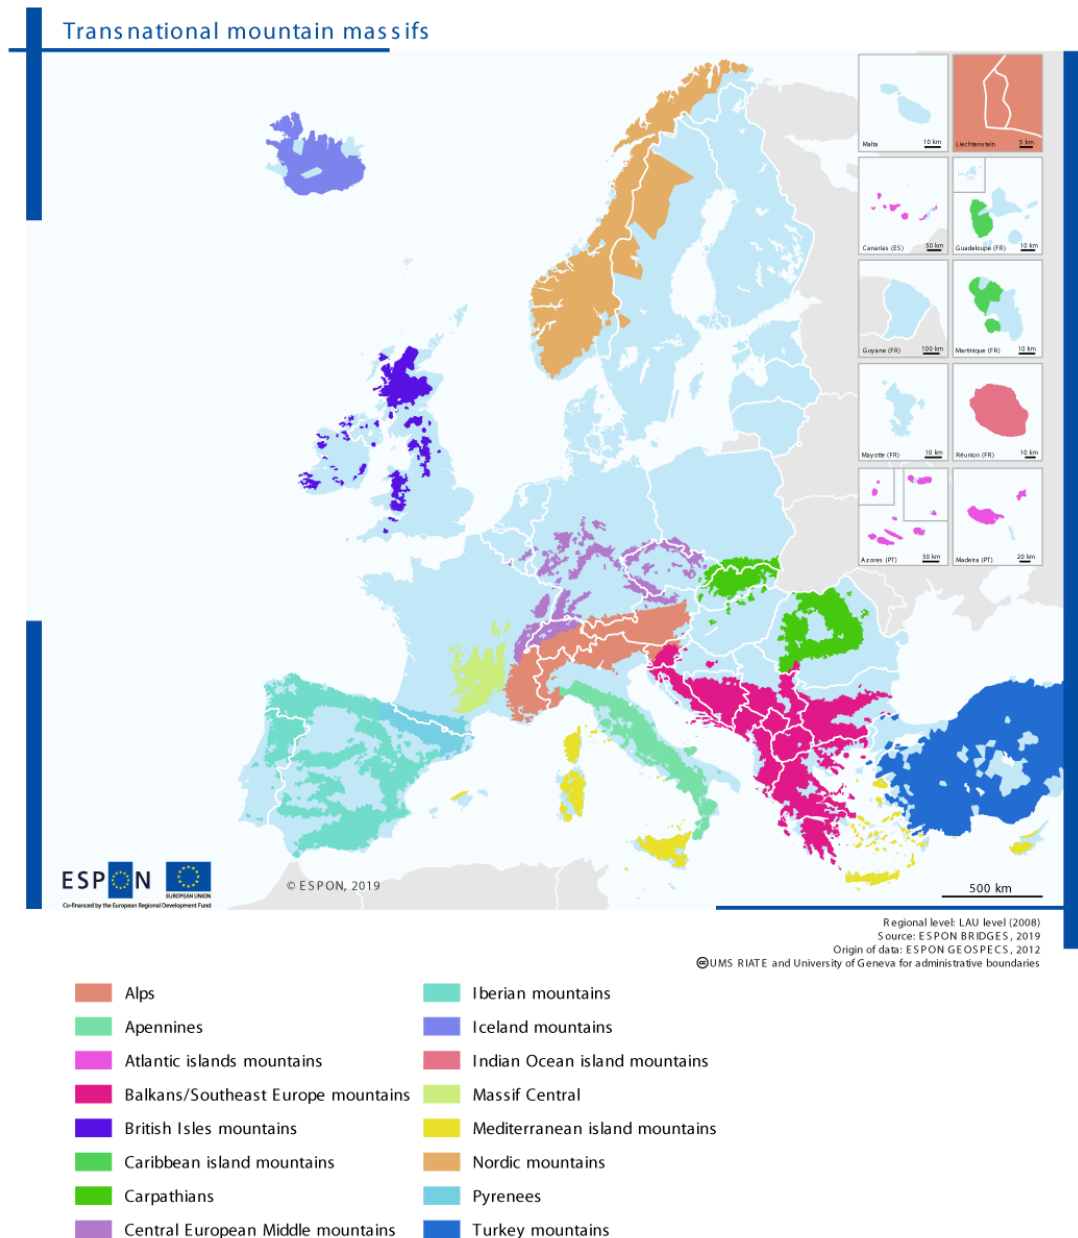 Transnational mountain massifs
Malta
10 km
Liechtenstein
5 km
Canarias (ES)
50 km
Guadeloupe (FR)
10 km
Guyane (FR)
100 km
Martinique (FR)
10 km
Mayotte (FR)
10 km
Réunion (FR)
10 km
Azores (PT)
50 km
Madeira (PT)
20 km
ESPON
EUROPEAN UNION
Co-financed by the European Regional Development Fund
© ESPON, 2019
500 km
Regional level: LAU level (2008)
Source: ESPON BRIDGES, 2019
Origin of data: ESPON GEOSPECS, 2012
cc UMS RIATE and University of Geneva for administrative boundaries
Alps
Apennines
Atlantic islands mountains
Balkans/Southeast Europe mountains
British Isles mountains
Caribbean island mountains
Carpathians
Central European Middle mountains
Iberian mountains
Iceland mountains
Indian Ocean island mountains
Massif Central
Mediterranean island mountains
Nordic mountains
Pyrenees
Turkey mountains